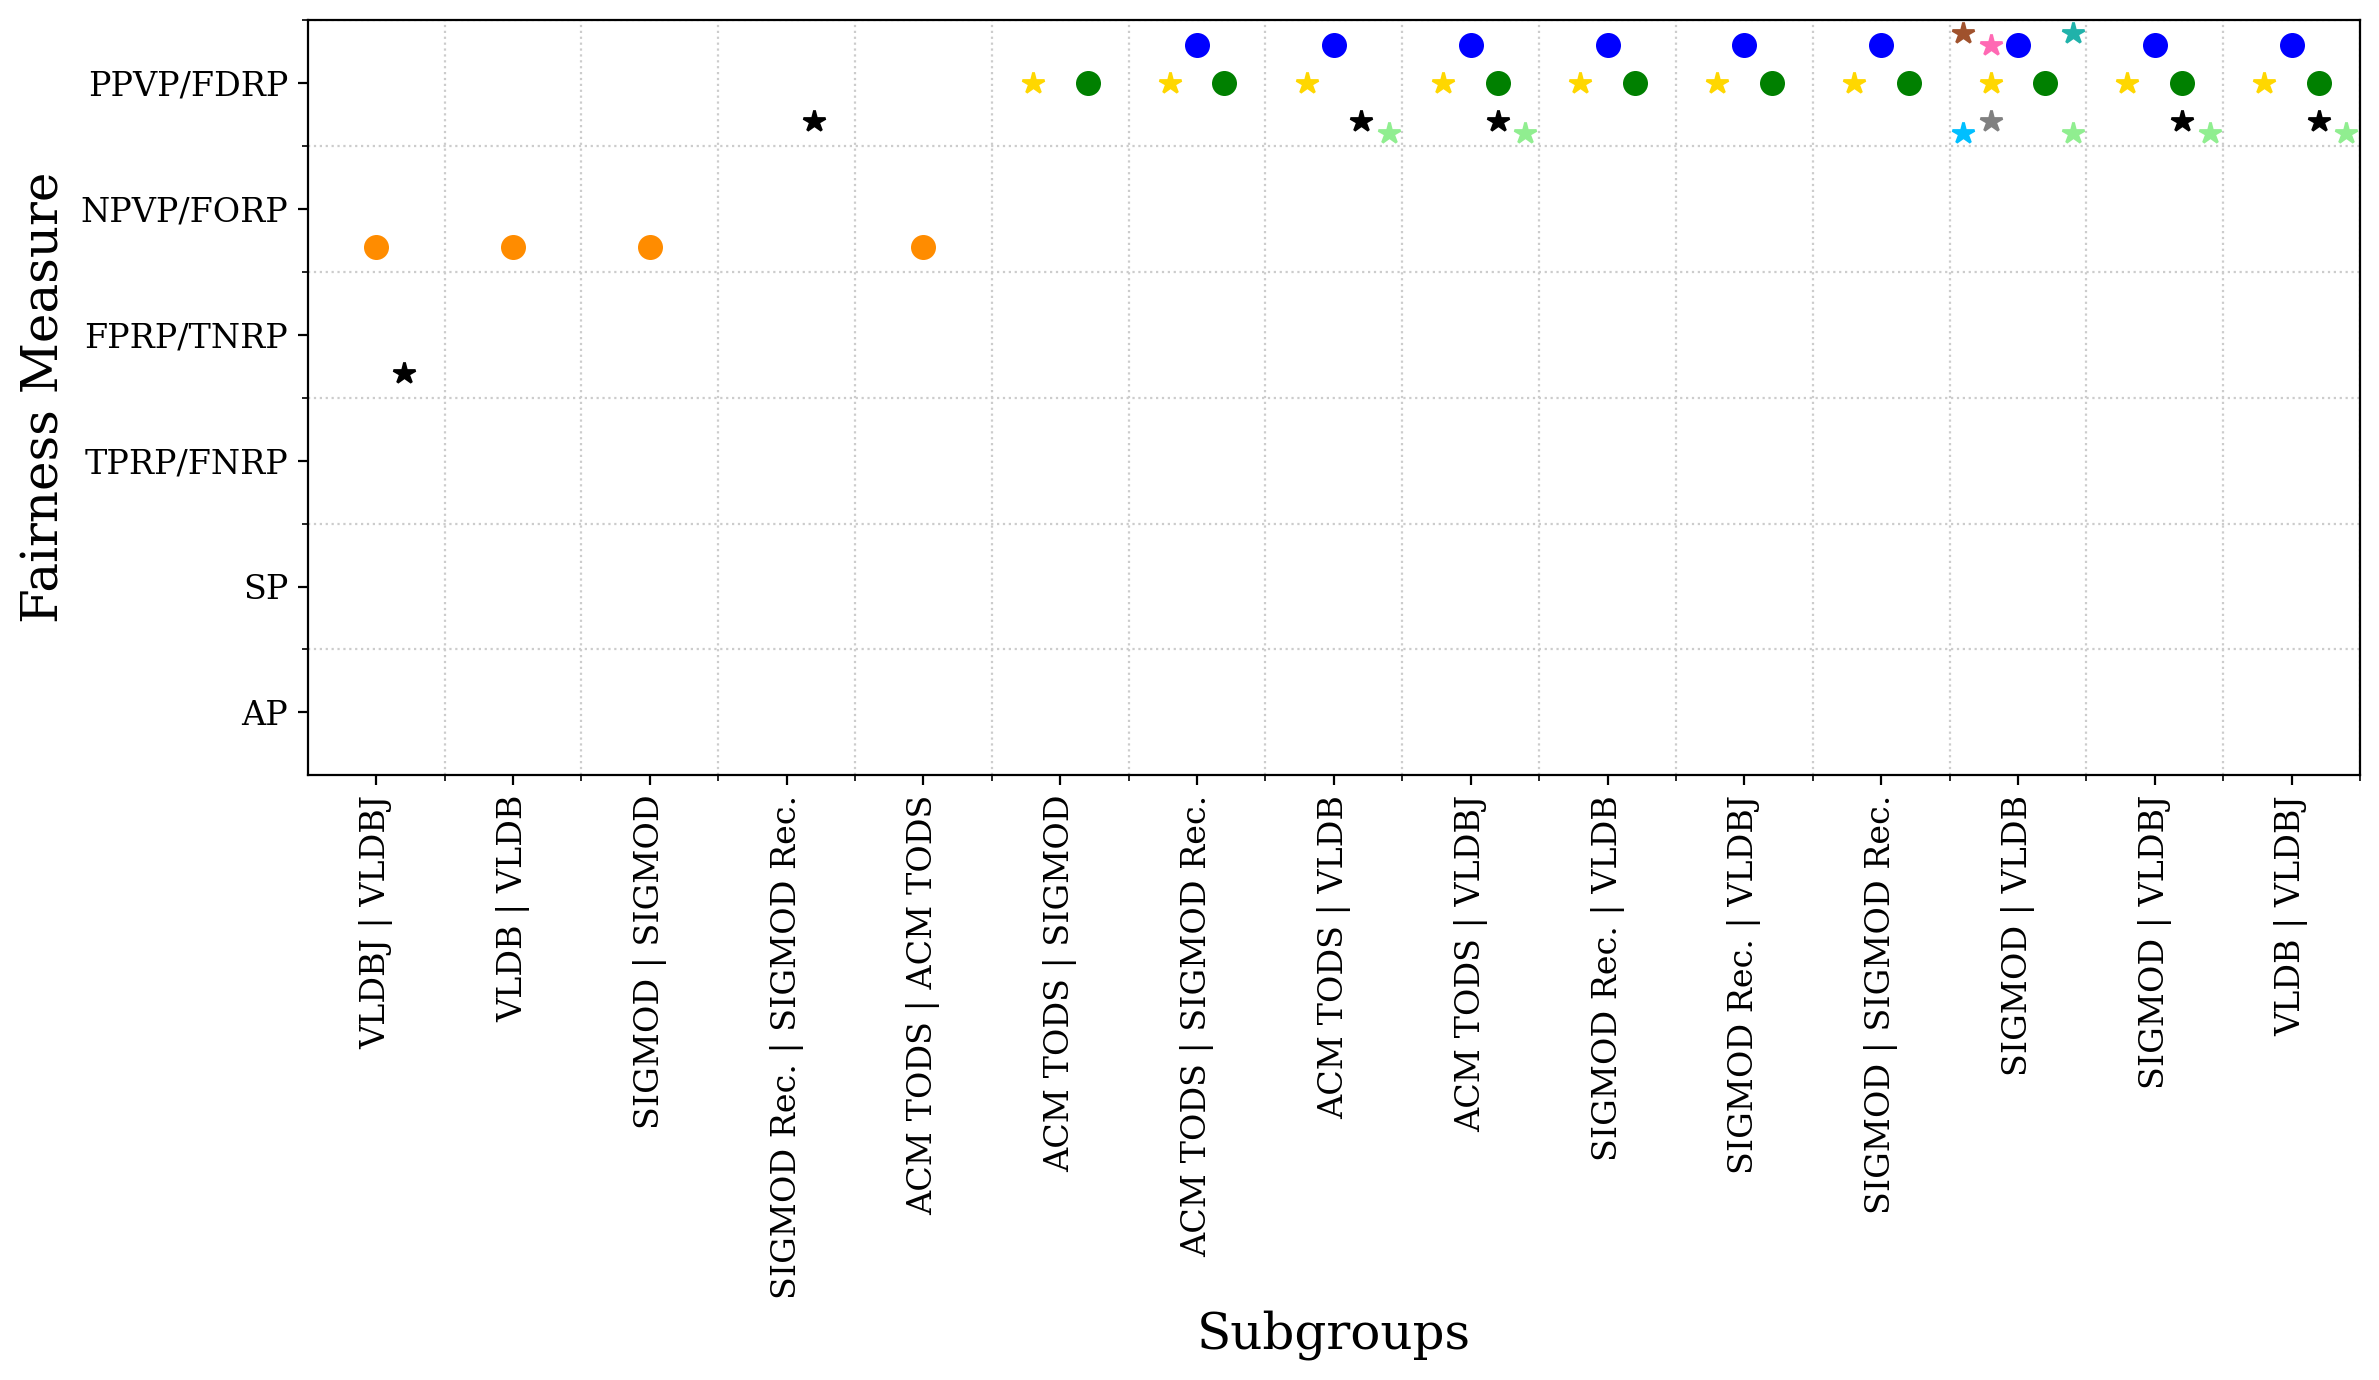 Fairness Measure
PPVP/FDRP
NPVP/FORP
FPRP/TNRP
TPRP/FNRP
SP
AP
VLDBJ | VLDBJ
VLDB | VLDB
SIGMOD | SIGMOD
SIGMOD Rec. | SIGMOD Rec.
ACM TODS | ACM TODS
ACM TODS | SIGMOD
ACM TODS | SIGMOD Rec.
ACM TODS | VLDB
ACM TODS | VLDBJ
SIGMOD Rec. | VLDB
SIGMOD Rec. | VLDBJ
SIGMOD | SIGMOD Rec.
SIGMOD | VLDB
SIGMOD | VLDBJ
VLDB | VLDBJ
Subgroups